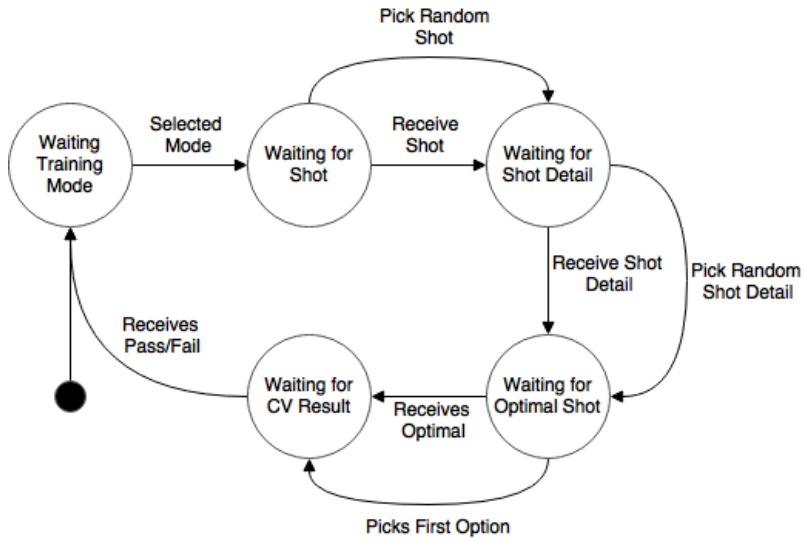 Pick Random
Shot
Waiting
Training
Mode
Selected
Mode
Waiting for
Shot
Receive
Shot
Waiting for
Shot Detail
Receive Shot
Detail
Pick Random
Shot Detail
Receives
Pass/Fail
Waiting for
CV Result
Receives
Optimal
Waiting for
Optimal Shot
Picks First Option